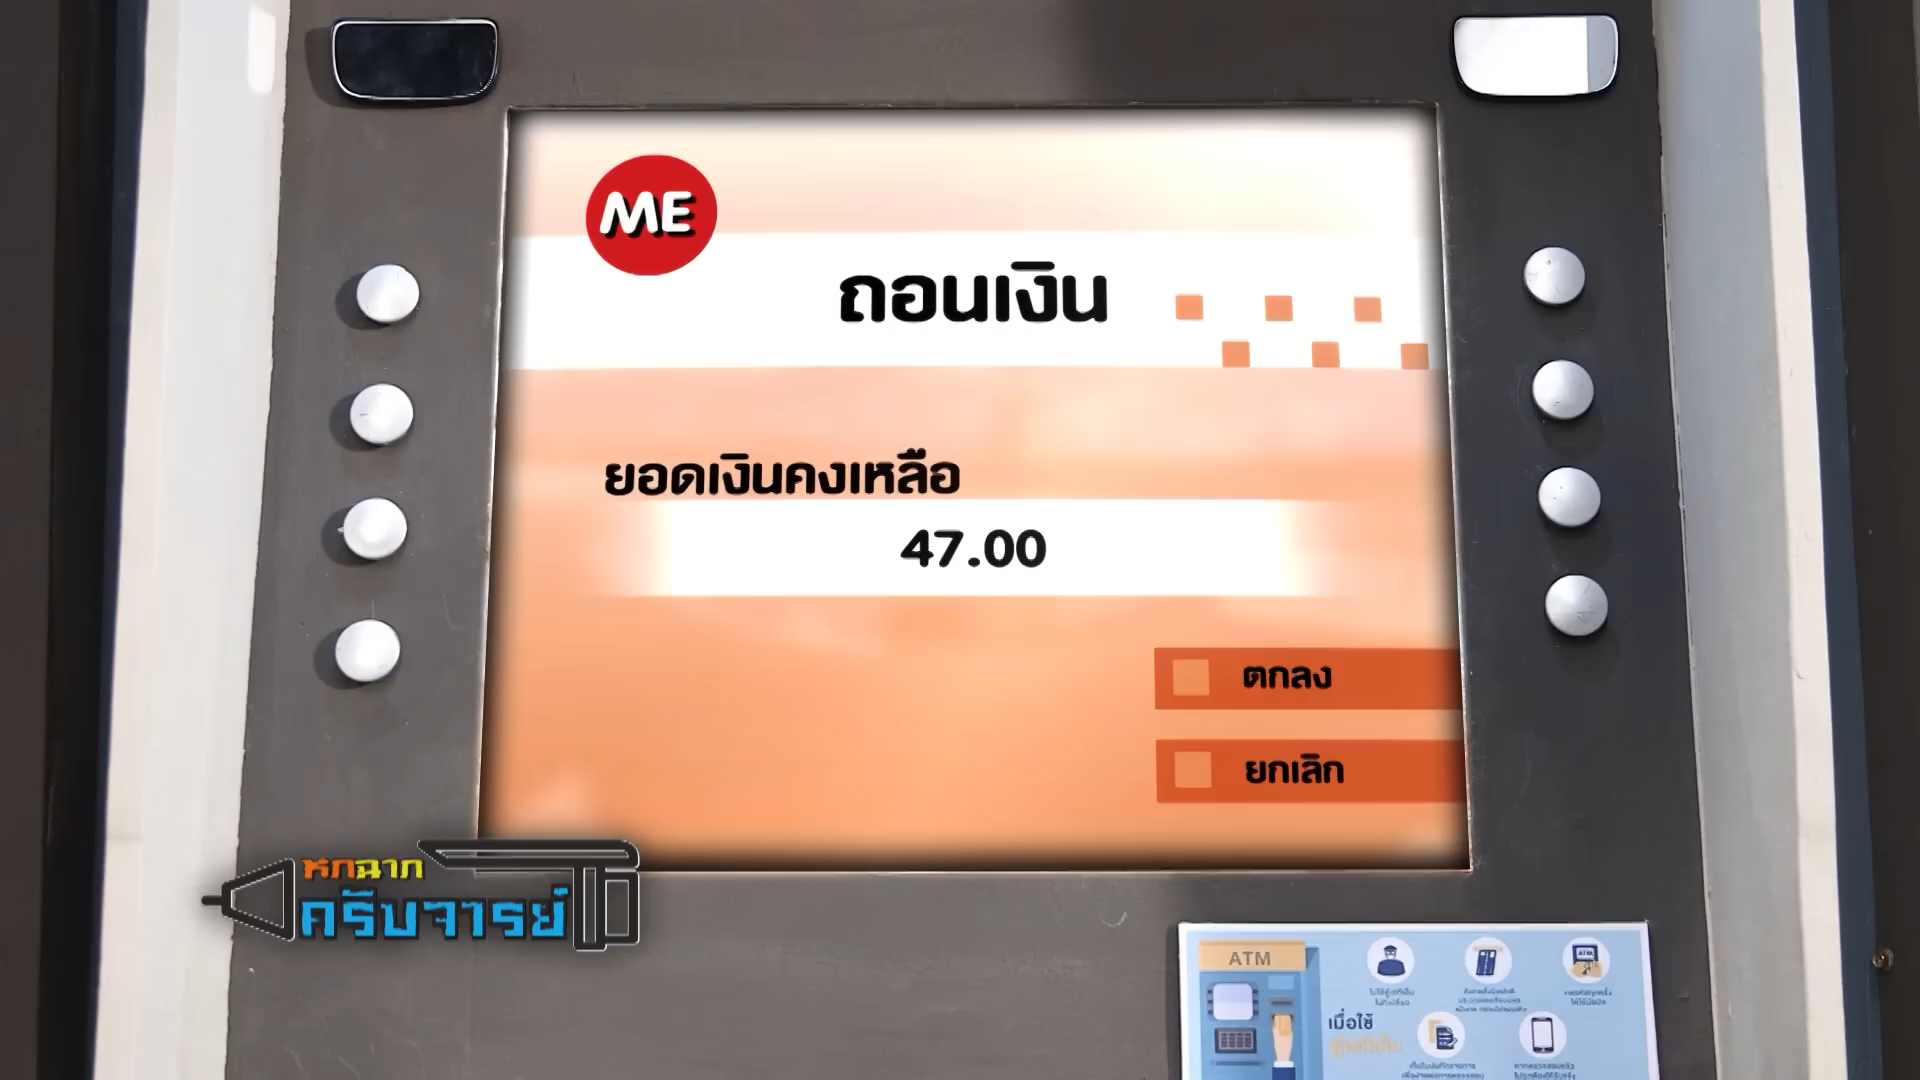 ME
ถอนเงิน
ยอดเงินคงเหลือ
47.00
ตกลง
ยกเลิก
หกฉาก
ครับจารย์
ATM
เมื่อใช้